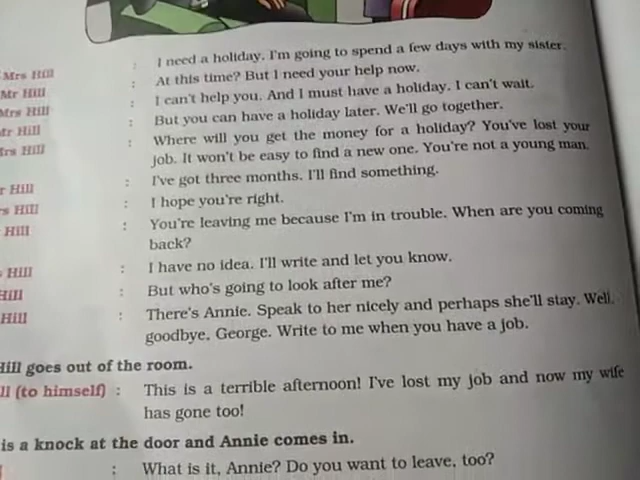 Mrs Hill : I need a holiday. I'm going to spend a few days with my sister.
Mr Hill : At this time? But I need your help now.
Mrs Hill : I can't help you. And I must have a holiday. I can't wait.
Mr Hill : But you can have a holiday later. We'll go together.
Mrs Hill : Where will you get the money for a holiday? You've lost your
job. It won't be easy to find a new one. You're not a young man.
r Hill : I've got three months. I'll find something.
s Hill : I hope you're right.
Hill : You're leaving me because I'm in trouble. When are you coming
back?
Hill : I have no idea. I'll write and let you know.
Hill : But who's going to look after me?
Hill : There's Annie. Speak to her nicely and perhaps she'll stay. Well,
goodbye, George. Write to me when you have a job.
Hill goes out of the room.
ll (to himself) : This is a terrible afternoon! I've lost my job and now my wife
has gone too!
is a knock at the door and Annie comes in.
: What is it, Annie? Do you want to leave, too?